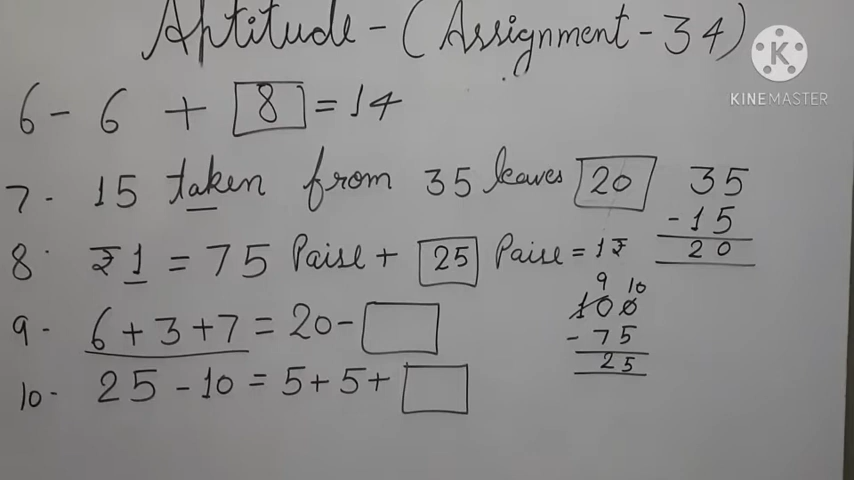 Aptitude - (Assignment - 34)
KINEMASTER
6 - 6 + 8 = 14
7 - 15 taken from 35 leaves 20
35
- 15
20
8 - ₹1 = 75 Paise + 25 Paise = 1₹
9 10
100
- 75
25
9 - 6 + 3 + 7 = 20 -
10 - 25 - 10 = 5 + 5 +